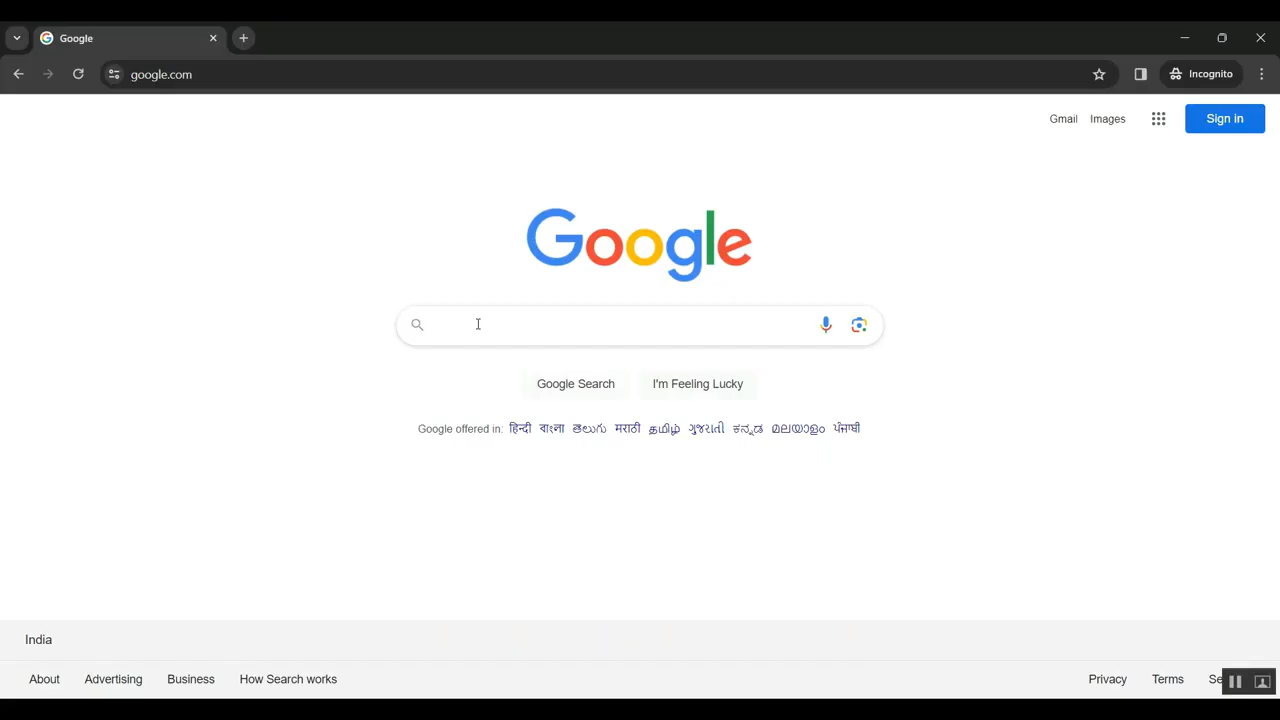 Google
google.com
Incognito
Gmail Images Sign in
Google
Google Search I'm Feeling Lucky
Google offered in: हिन्दी বাংলা తెలుగు मराठी தமிழ் ગુજરાતી ಕನ್ನಡ മലയാളം ਪੰਜਾਬੀ
India
About Advertising Business How Search works Privacy Terms Se